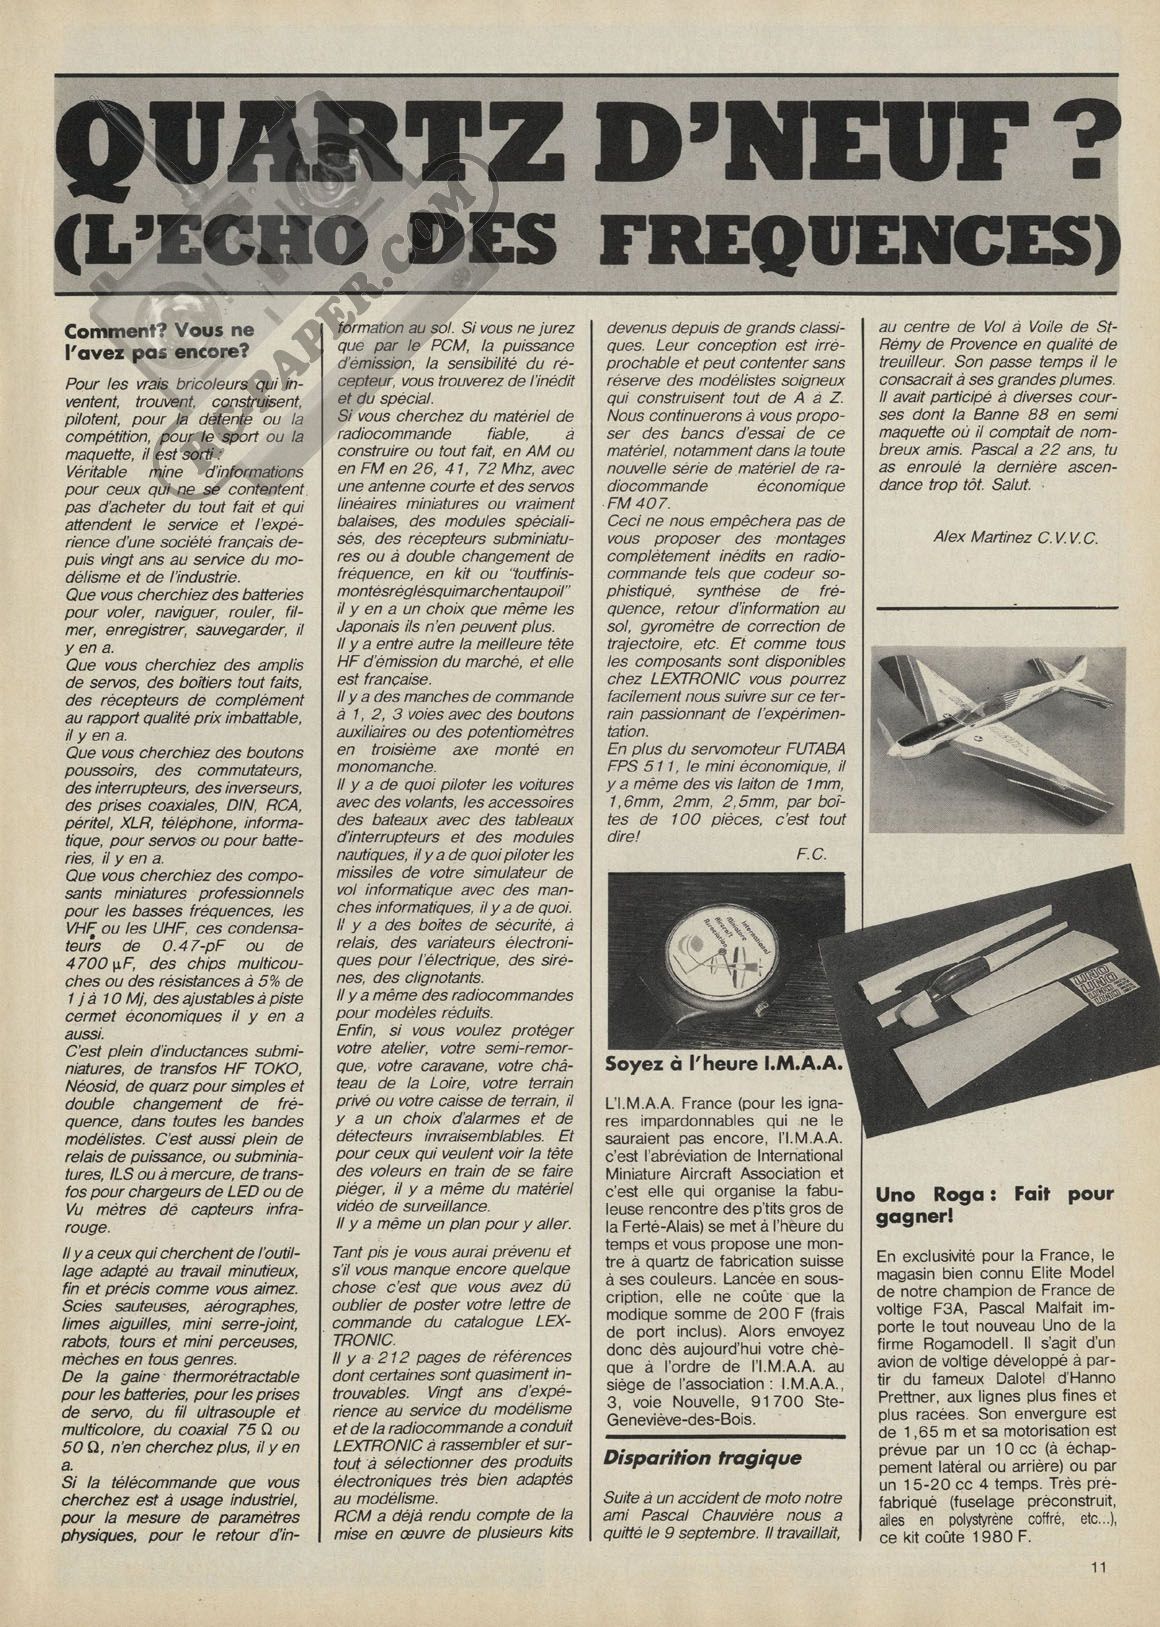 QUARTZ D'NEUF ?
(L'ECHO DES FREQUENCES)
RC-PAPER.COM
Comment? Vous ne
l'avez pas encore?
Pour les vrais bricoleurs qui in-
ventent, trouvent, construisent,
pilotent, pour la détente ou la
compétition, pour le sport ou la
maquette, il est sorti !
Véritable mine d'informations
pour ceux qui ne se contentent
pas d'acheter du tout fait et qui
attendent le service et l'expé-
rience d'une société français de-
puis vingt ans au service du mo-
délisme et de l'industrie.
Que vous cherchiez des batteries
pour voler, naviguer, rouler, fil-
mer, enregistrer, sauvegarder, il
y en a.
Que vous cherchiez des amplis
de servos, des boîtiers tout faits,
des récepteurs de complément
au rapport qualité prix imbattable,
il y en a.
Que vous cherchiez des boutons
poussoirs, des commutateurs,
des interrupteurs, des inverseurs,
des prises coaxiales, DIN, RCA,
péritel, XLR, téléphone, informa-
tique, pour servos ou pour batte-
ries, il y en a.
Que vous cherchiez des compo-
sants miniatures professionnels
pour les basses fréquences, les
VHF ou les UHF, ces condensa-
teurs de 0.47-pF ou de
4700 µF, des chips multicou-
ches ou des résistances à 5% de
1 j à 10 Mj, des ajustables à piste
cermet économiques il y en a
aussi.
C'est plein d'inductances submi-
niatures, de transfos HF TOKO,
Néosid, de quarz pour simples et
double changement de fré-
quence, dans toutes les bandes
modélistes. C'est aussi plein de
relais de puissance, ou subminia-
tures, ILS ou à mercure, de trans-
fos pour chargeurs de LED ou de
Vu mètres dé capteurs infra-
rouge.
Il y a ceux qui cherchent de l'outil-
lage adapté au travail minutieux,
fin et précis comme vous aimez.
Scies sauteuses, aérographes,
limes aiguilles, mini serre-joint,
rabots, tours et mini perceuses,
mèches en tous genres.
De la gaine thermorétractable
pour les batteries, pour les prises
de servo, du fil ultrasouple et
multicolore, du coaxial 75 Ω ou
50 Ω, n'en cherchez plus, il y en
a.
Si la télécommande que vous
cherchez est à usage industriel,
pour la mesure de paramètres
physiques, pour le retour d'in-
formation au sol. Si vous ne jurez
que par le PCM, la puissance
d'émission, la sensibilité du ré-
cepteur, vous trouverez de l'inédit
et du spécial.
Si vous cherchez du matériel de
radiocommande fiable, à
construire ou tout fait, en AM ou
en FM en 26, 41, 72 Mhz, avec
une antenne courte et des servos
linéaires miniatures ou vraiment
balaises, des modules spéciali-
sés, des récepteurs subminiatu-
res ou à double changement de
fréquence, en kit ou "toutfinis-
montésréglésquimarchentaupoil"
il y en a un choix que même les
Japonais ils n'en peuvent plus.
Il y a entre autre la meilleure tête
HF d'émission du marché, et elle
est française.
Il y a des manches de commande
à 1, 2, 3 voies avec des boutons
auxiliaires ou des potentiomètres
en troisième axe monté en
monomanche.
Il y a de quoi piloter les voitures
avec des volants, les accessoires
des bateaux avec des tableaux
d'interrupteurs et des modules
nautiques, il y a de quoi piloter les
missiles de votre simulateur de
vol informatique avec des man-
ches informatiques, il y a de quoi.
Il y a des boîtes de sécurité, à
relais, des variateurs électroni-
ques pour l'électrique, des sirè-
nes, des clignotants.
Il y a même des radiocommandes
pour modèles réduits.
Enfin, si vous voulez protéger
votre atelier, votre semi-remor-
que, votre caravane, votre châ-
teau de la Loire, votre terrain
privé ou votre caisse de terrain, il
y a un choix d'alarmes et de
détecteurs invraisemblables. Et
pour ceux qui veulent voir la tête
des voleurs en train de se faire
piéger, il y a même du matériel
vidéo de surveillance.
Il y a même un plan pour y aller.
Tant pis je vous aurai prévenu et
s'il vous manque encore quelque
chose c'est que vous avez dû
oublier de poster votre lettre de
commande du catalogue LEX-
TRONIC.
Il y a 212 pages de références
dont certaines sont quasiment in-
trouvables. Vingt ans d'expé-
rience au service du modélisme
et de la radiocommande a conduit
LEXTRONIC à rassembler et sur-
tout à sélectionner des produits
électroniques très bien adaptés
au modélisme.
RCM a déjà rendu compte de la
mise en œuvre de plusieurs kits
devenus depuis de grands classi-
ques. Leur conception est irré-
prochable et peut contenter sans
réserve des modélistes soigneux
qui construisent tout de A à Z.
Nous continuerons à vous propo-
ser des bancs d'essai de ce
matériel, notamment dans la toute
nouvelle série de matériel de ra-
diocommande économique
FM 407.
Ceci ne nous empêchera pas de
vous proposer des montages
complètement inédits en radio-
commande tels que codeur so-
phistiqué, synthèse de fré-
quence, retour d'information au
sol, gyromètre de correction de
trajectoire, etc. Et comme tous
les composants sont disponibles
chez LEXTRONIC vous pourrez
facilement nous suivre sur ce ter-
rain passionnant de l'expérimen-
tation.
En plus du servomoteur FUTABA
FPS 511, le mini économique, il
y a même des vis laiton de 1mm,
1,6mm, 2mm, 2,5mm, par boî-
tes de 100 pièces, c'est tout
dire!
F.C.
International
Miniature
Aircraft
Association
Soyez à l'heure I.M.A.A.
L'I.M.A.A. France (pour les igna-
res impardonnables qui ne le
sauraient pas encore, l'I.M.A.A.
c'est l'abréviation de International
Miniature Aircraft Association et
c'est elle qui organise la fabu-
leuse rencontre des p'tits gros de
la Ferté-Alais) se met à l'heure du
temps et vous propose une mon-
tre à quartz de fabrication suisse
à ses couleurs. Lancée en sous-
cription, elle ne coûte que la
modique somme de 200 F (frais
de port inclus). Alors envoyez
donc dès aujourd'hui votre chè-
que à l'ordre de l'I.M.A.A. au
siège de l'association : I.M.A.A.,
3, voie Nouvelle, 91700 Ste-
Geneviève-des-Bois.
Disparition tragique
Suite à un accident de moto notre
ami Pascal Chauvière nous a
quitté le 9 septembre. Il travaillait,
au centre de Vol à Voile de St-
Rémy de Provence en qualité de
treuilleur. Son passe temps il le
consacrait à ses grandes plumes.
Il avait participé à diverses cour-
ses dont la Banne 88 en semi
maquette où il comptait de nom-
breux amis. Pascal a 22 ans, tu
as enroulé la dernière ascen-
dance trop tôt. Salut.
Alex Martinez C.V.V.C.
UNO
UNO
UNO
Uno Roga : Fait pour
gagner!
En exclusivité pour la France, le
magasin bien connu Elite Model
de notre champion de France de
voltige F3A, Pascal Malfait im-
porte le tout nouveau Uno de la
firme Rogamodell. Il s'agit d'un
avion de voltige développé à par-
tir du fameux Dalotel d'Hanno
Prettner, aux lignes plus fines et
plus racées. Son envergure est
de 1,65 m et sa motorisation est
prévue par un 10 cc (à échap-
pement latéral ou arrière) ou par
un 15-20 cc 4 temps. Très pré-
fabriqué (fuselage préconstruit,
ailes en polystyrène coffré, etc...),
ce kit coûte 1980 F.
11